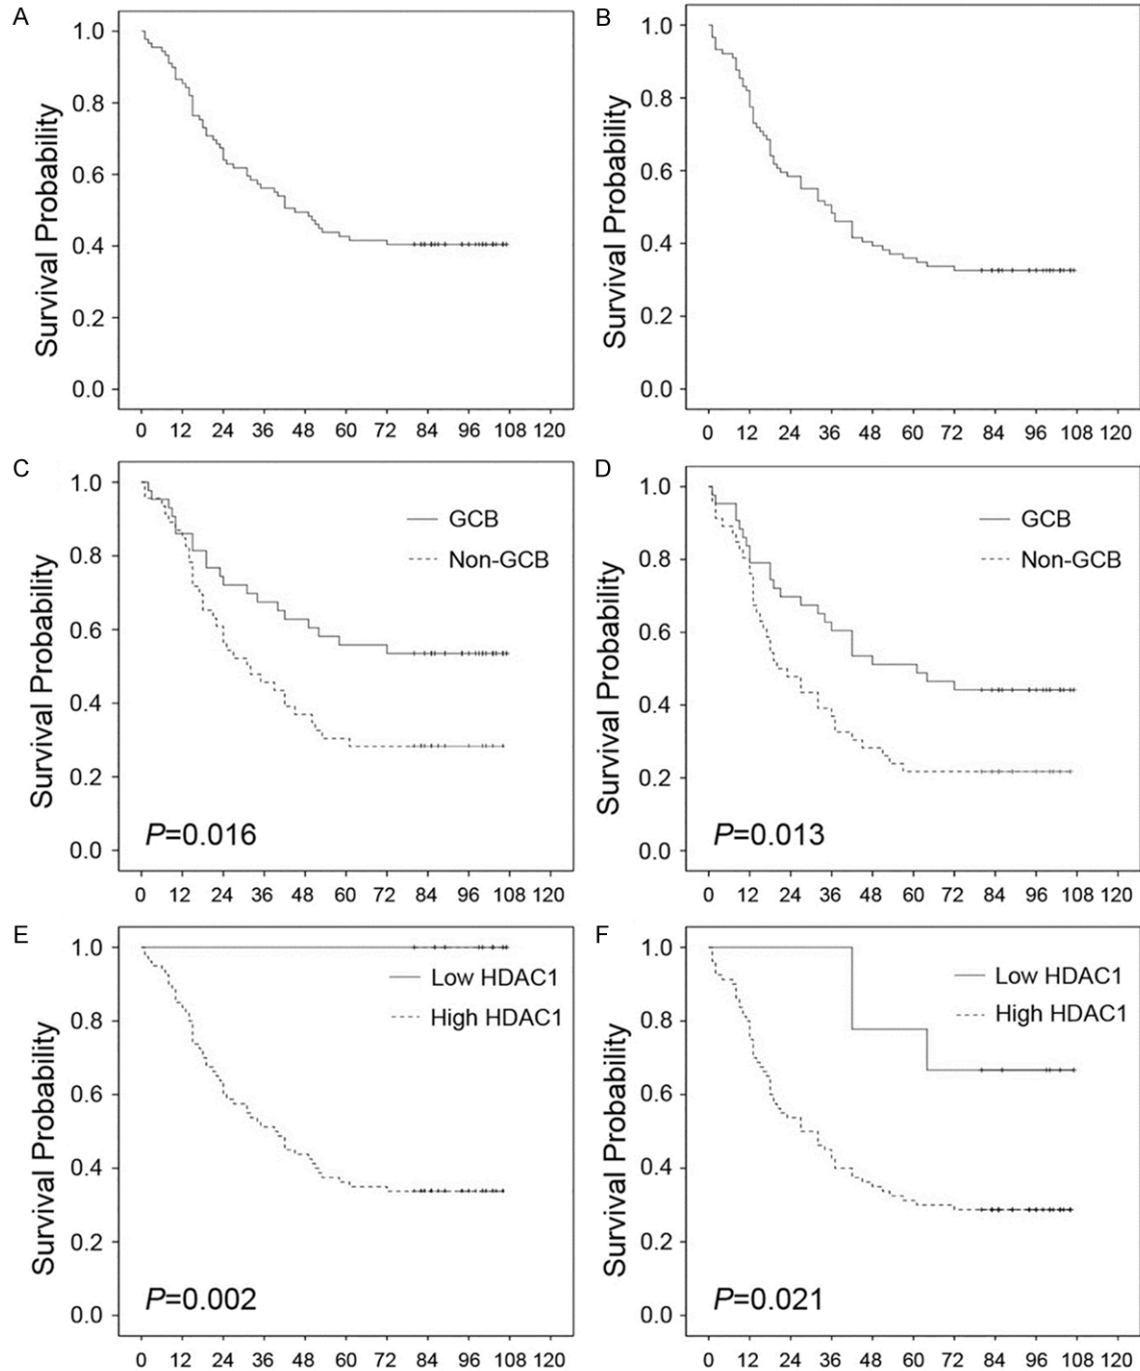 A
Survival Probability
1.0
0.8
0.6
0.4
0.2
0.0
0 12 24 36 48 60 72 84 96 108 120
B
Survival Probability
1.0
0.8
0.6
0.4
0.2
0.0
0 12 24 36 48 60 72 84 96 108 120
C
Survival Probability
1.0
0.8
0.6
0.4
0.2
0.0
GCB
Non-GCB
P=0.016
0 12 24 36 48 60 72 84 96 108 120
D
Survival Probability
1.0
0.8
0.6
0.4
0.2
0.0
GCB
Non-GCB
P=0.013
0 12 24 36 48 60 72 84 96 108 120
E
Survival Probability
1.0
0.8
0.6
0.4
0.2
0.0
Low HDAC1
High HDAC1
P=0.002
0 12 24 36 48 60 72 84 96 108 120
F
Survival Probability
1.0
0.8
0.6
0.4
0.2
0.0
Low HDAC1
High HDAC1
P=0.021
0 12 24 36 48 60 72 84 96 108 120